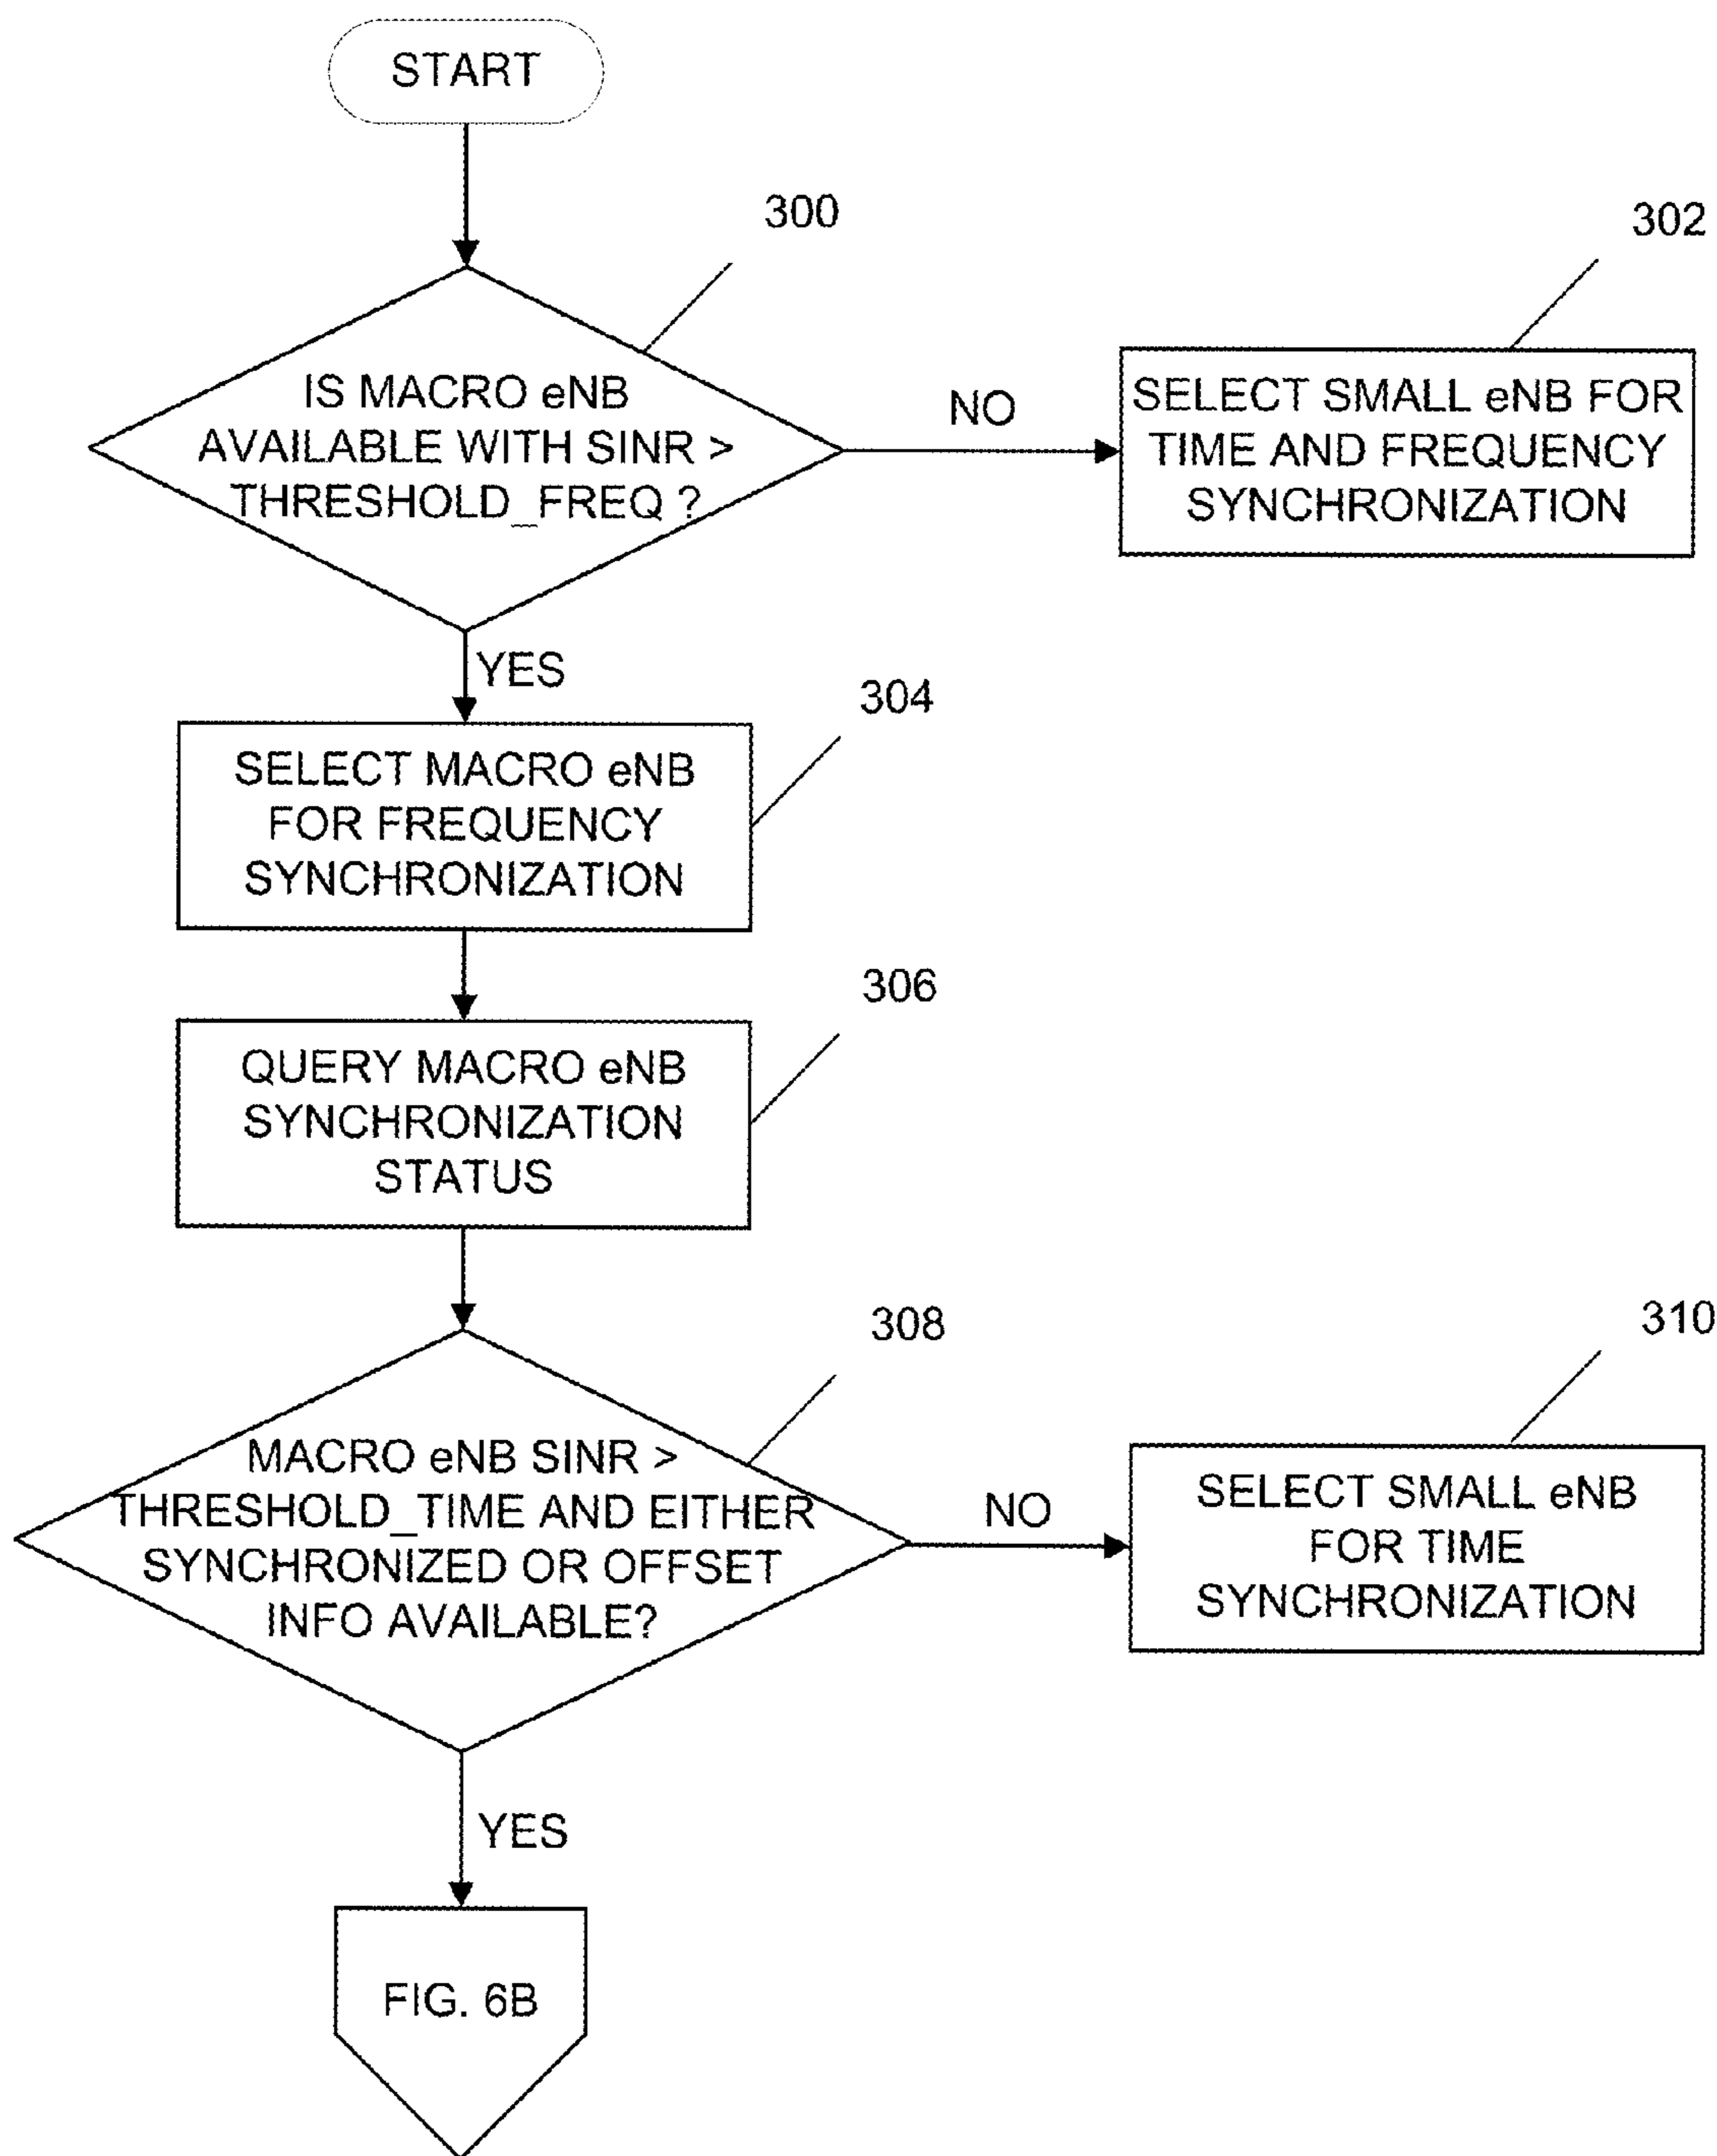 START
300
302
IS MACRO eNB
AVAILABLE WITH SINR >
THRESHOLD_FREQ ?
NO
SELECT SMALL eNB FOR
TIME AND FREQUENCY
SYNCHRONIZATION
YES
304
SELECT MACRO eNB
FOR FREQUENCY
SYNCHRONIZATION
306
QUERY MACRO eNB
SYNCHRONIZATION
STATUS
308
310
MACRO eNB SINR >
THRESHOLD_TIME AND EITHER
SYNCHRONIZED OR OFFSET
INFO AVAILABLE?
NO
SELECT SMALL eNB
FOR TIME
SYNCHRONIZATION
YES
FIG. 6B